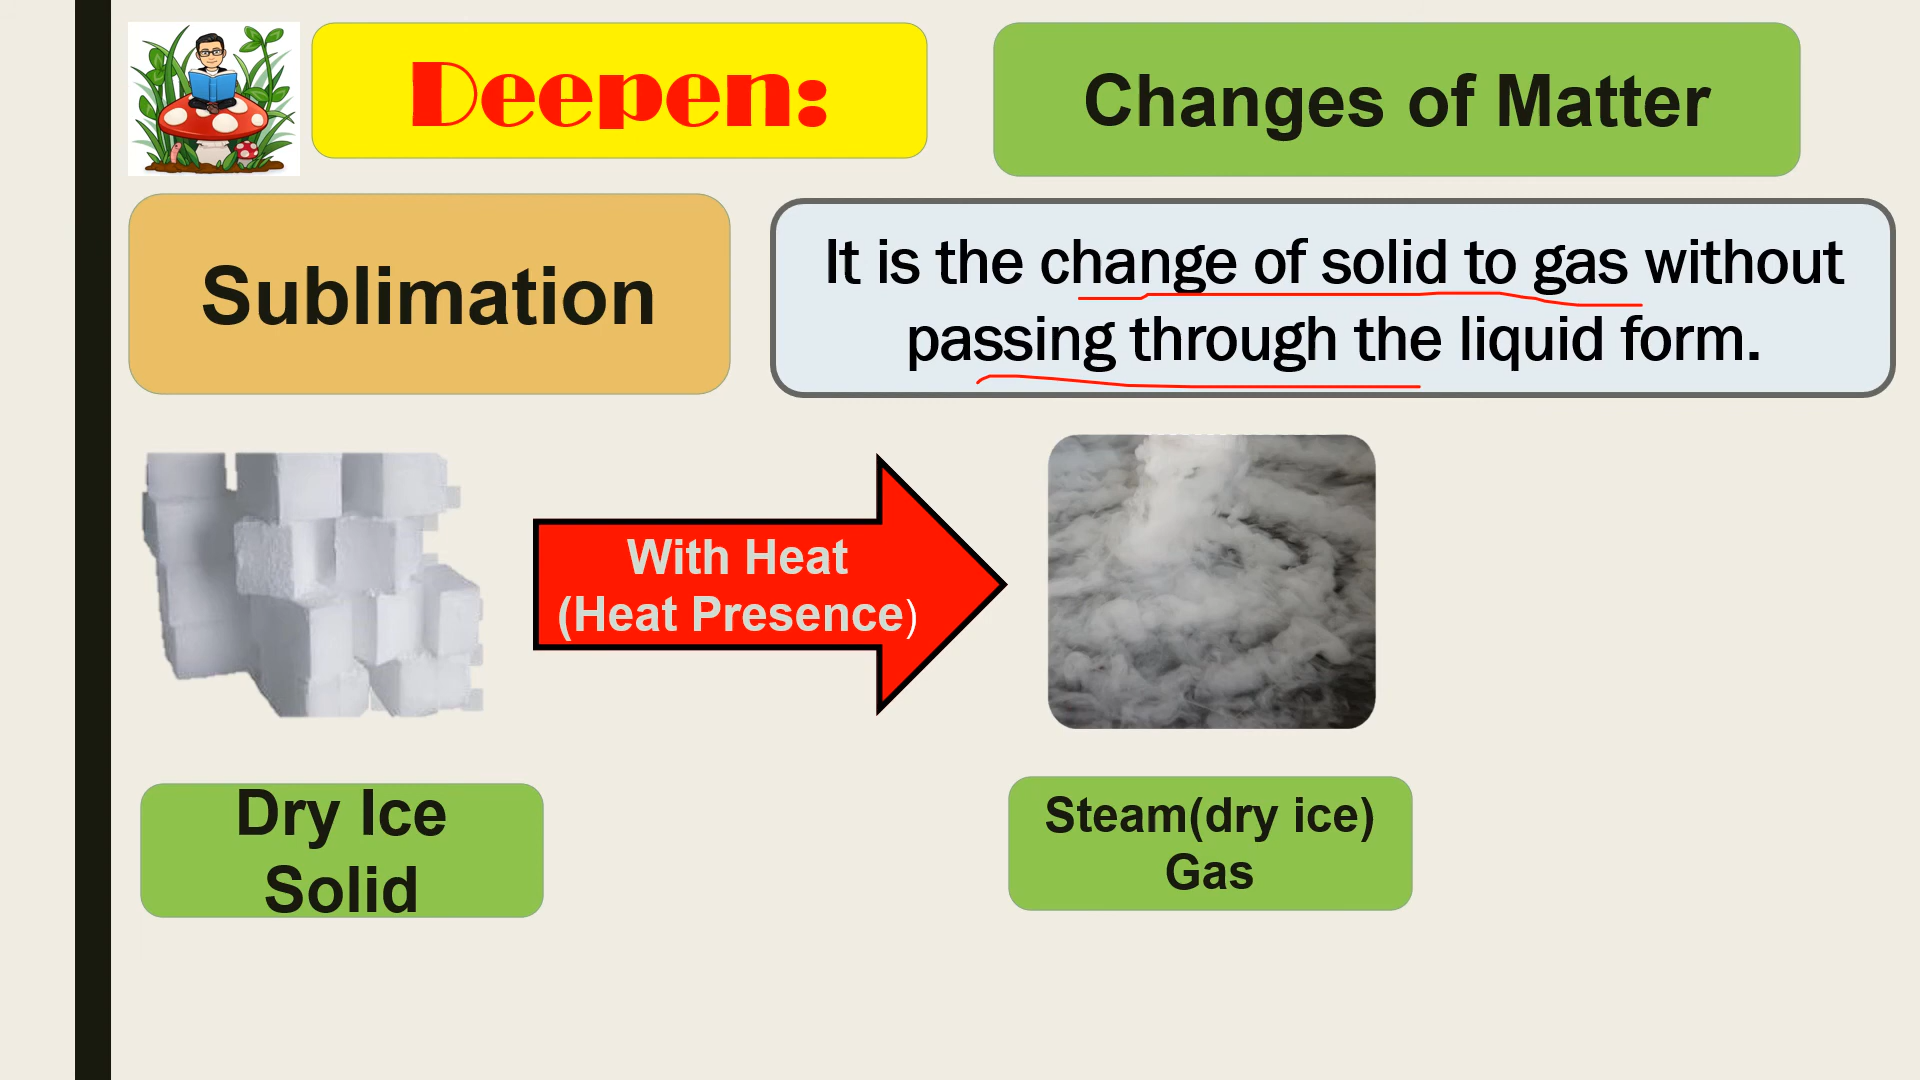 Deepen:
Changes of Matter
Sublimation
It is the change of solid to gas without
passing through the liquid form.
With Heat
(Heat Presence)
Dry Ice
Solid
Steam(dry ice)
Gas